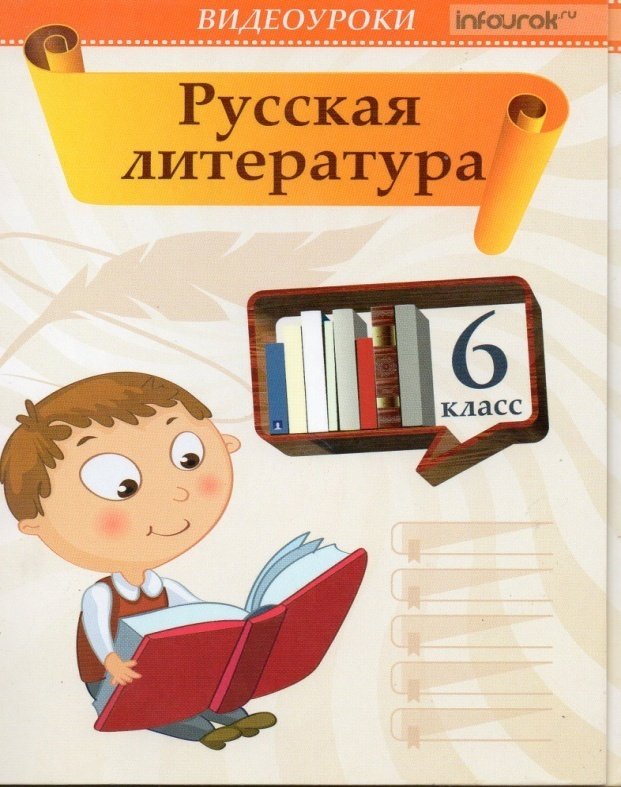 ВИДЕОУРОКИ
infourok.ru
Русская
литература
6
класс